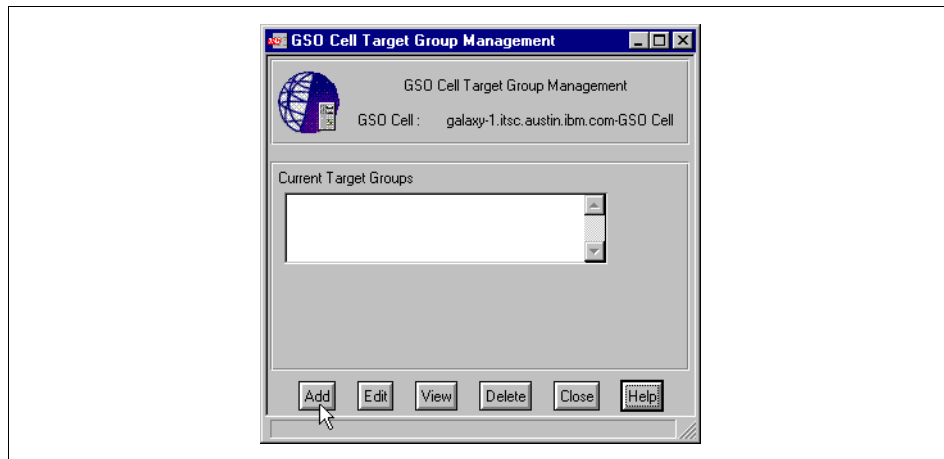 GSO Cell Target Group Management
GSO Cell Target Group Management
GSO Cell : galaxy-1.itsc.austin.ibm.com-GSO Cell
Current Target Groups
Add Edit View Delete Close Help